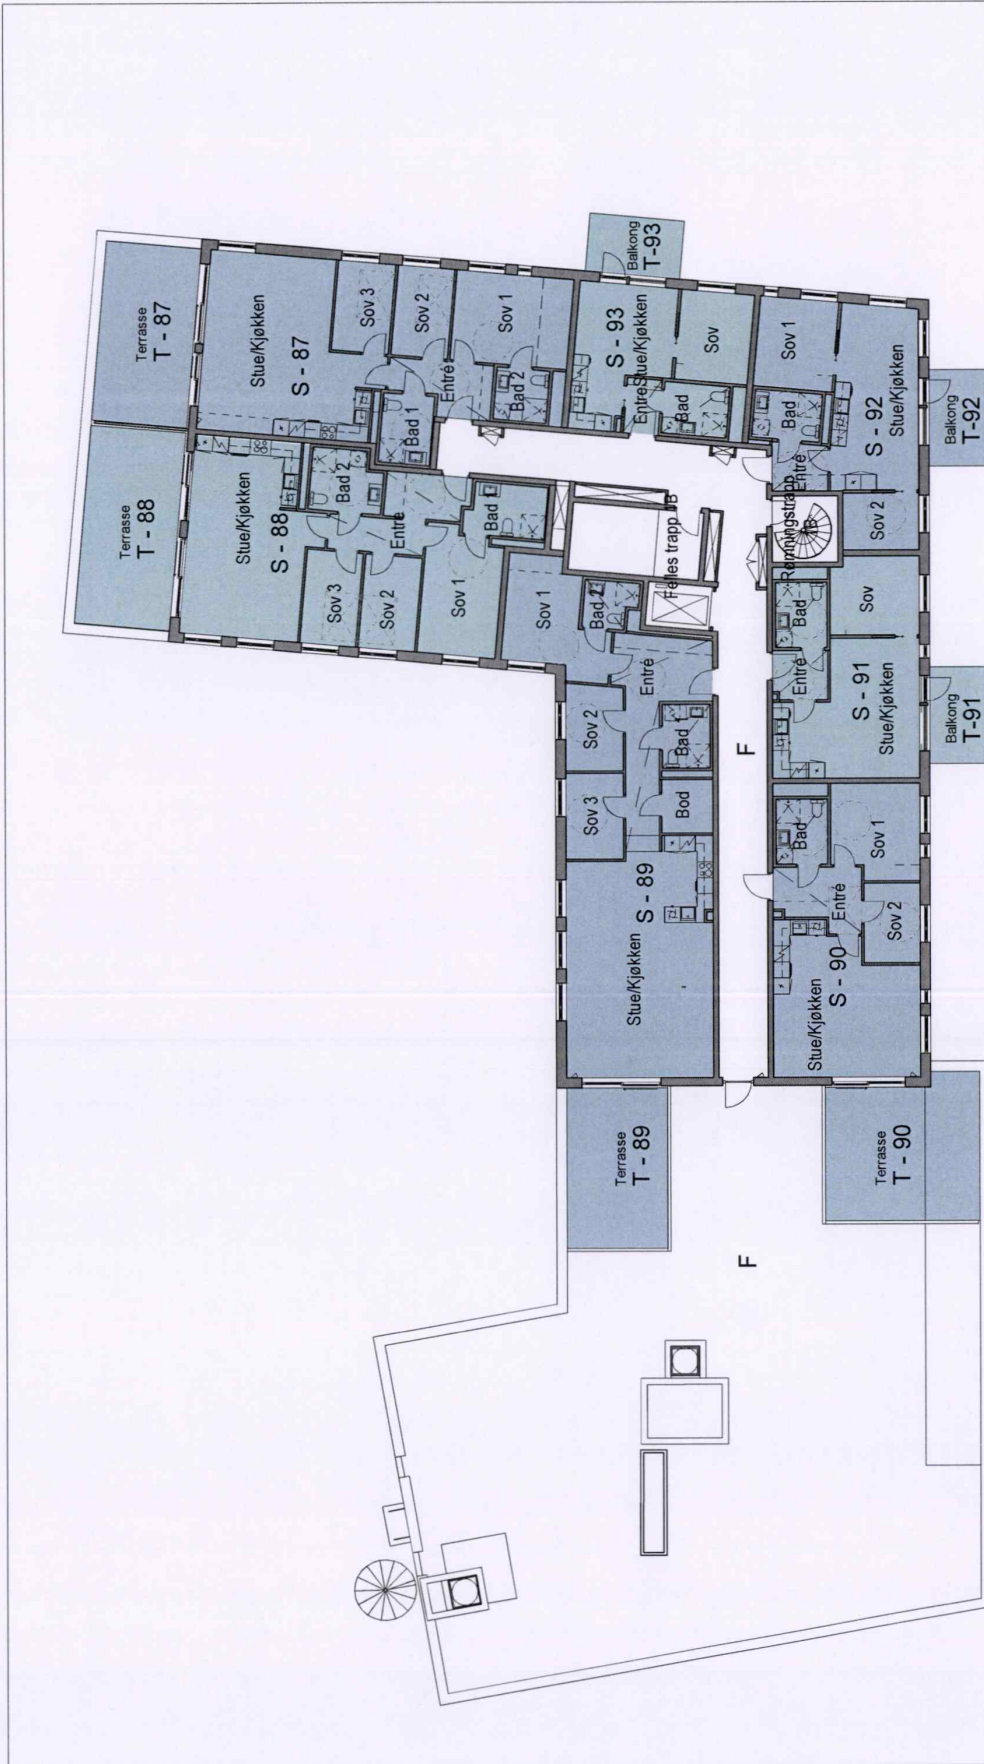 Terrasse
T - 87
Stue/Kjøkken
S - 87
Sov 3
Sov 2
Sov 1
Entré
Bad 1
Bad 2
Terrasse
T - 88
Stue/Kjøkken
S - 88
Bad 2
Sov 3
Sov 2
Entré
Sov 1
Bad
Balkong
T-93
S - 93
Stue/Kjøkken
Sov
Entré
Bad
Sov 1
Bad
S - 92
Stue/Kjøkken
Entré
Sov 2
Balkong
T-92
Rømningstrapp
Felles trapp
Sov 1
Bad 2
Entré
Sov 2
Bad 1
Sov 3
Bod
S - 89
Stue/Kjøkken
Terrasse
T - 89
F
Bad
Sov
Entré
S - 91
Stue/Kjøkken
Balkong
T-91
Bad
Sov 1
Entré
Sov 2
S - 90
Stue/Kjøkken
Terrasse
T - 90
F